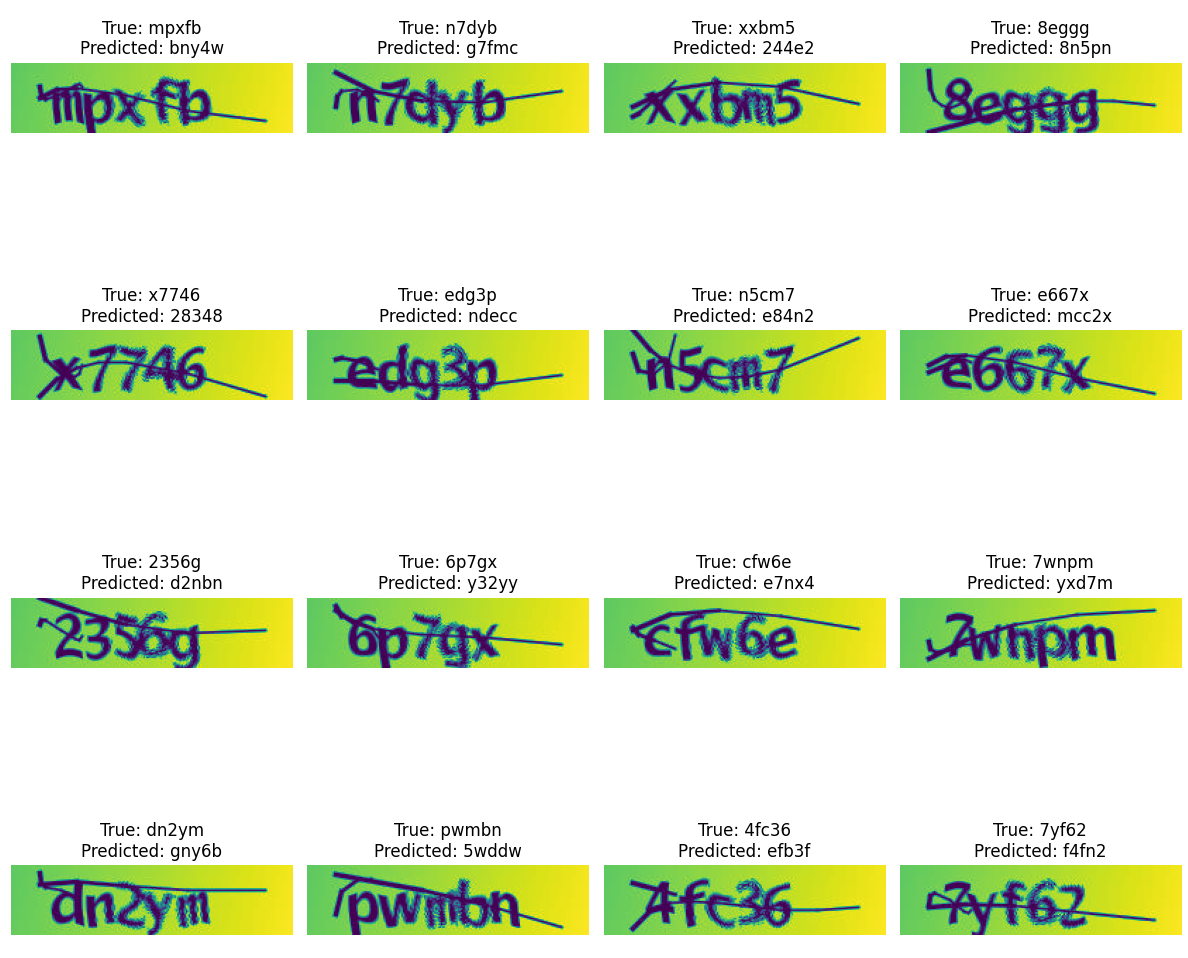 True: mpxfb
Predicted: bny4w
mpxfb
True: n7dyb
Predicted: g7fmc
n7dyb
True: xxbm5
Predicted: 244e2
xxbm5
True: 8eggg
Predicted: 8n5pn
8eggg
True: x7746
Predicted: 28348
x7746
True: edg3p
Predicted: ndecc
edg3p
True: n5cm7
Predicted: e84n2
n5cm7
True: e667x
Predicted: mcc2x
e667x
True: 2356g
Predicted: d2nbn
2356g
True: 6p7gx
Predicted: y32yy
6p7gx
True: cfw6e
Predicted: e7nx4
cfw6e
True: 7wnpm
Predicted: yxd7m
7wnpm
True: dn2ym
Predicted: gny6b
dn2ym
True: pwmbn
Predicted: 5wddw
pwmbn
True: 4fc36
Predicted: efb3f
4fc36
True: 7yf62
Predicted: f4fn2
7yf62